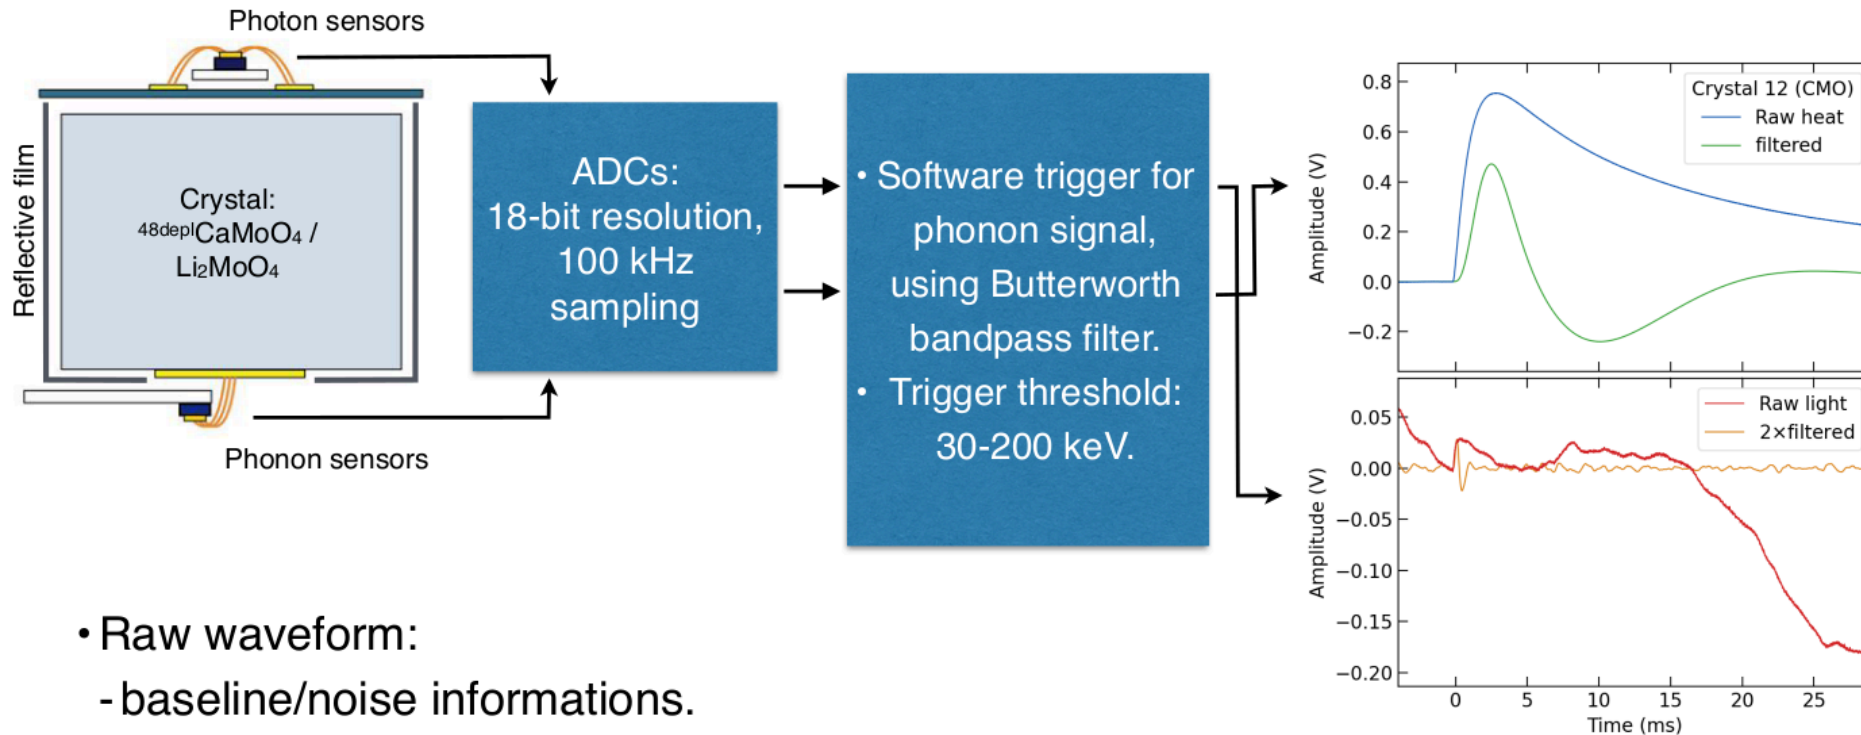 Photon sensors
Reflective film
Crystal:
⁴⁸ᵈᵉᵖˡCaMoO₄ /
Li₂MoO₄
Phonon sensors
ADCs:
18-bit resolution,
100 kHz
sampling
• Software trigger for
phonon signal,
using Butterworth
bandpass filter.
• Trigger threshold:
30-200 keV.
Amplitude (V)
0.8
0.6
0.4
0.2
0.0
−0.2
Crystal 12 (CMO)
Raw heat
filtered
Amplitude (V)
0.05
0.00
−0.05
−0.10
−0.15
−0.20
Raw light
2×filtered
0 5 10 15 20 25
Time (ms)
• Raw waveform:
- baseline/noise informations.